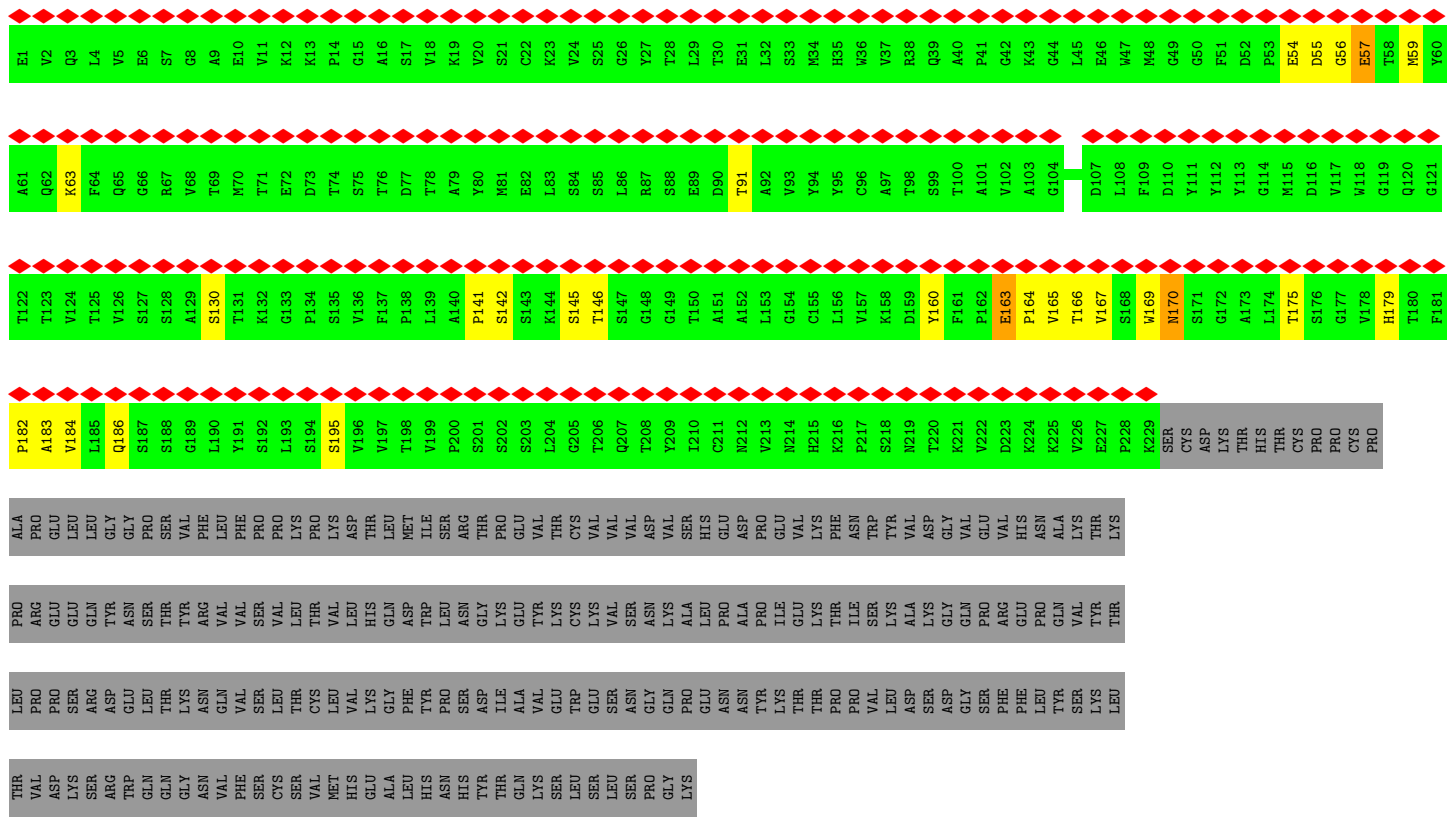 E1 V2 Q3 L4 V5 E6 S7 G8 A9 E10 V11 K12 K13 P14 G15 A16 S17 V18 K19 V20 S21 C22 K23 V24 S25 G26 Y27 T28 L29 T30 E31 L32 S33 M34 H35 W36 V37 R38 Q39 A40 P41 G42 K43 G44 L45 E46 W47 M48 G49 G50 F51 D52 P53 E54 D55 G56 E57 T58 M59 Y60
A61 Q62 K63 F64 Q65 G66 R67 V68 T69 M70 T71 E72 D73 T74 S75 T76 D77 T78 A79 Y80 M81 E82 L83 S84 S85 L86 R87 S88 E89 D90 T91 A92 V93 Y94 Y95 C96 A97 T98 S99 T100 A101 V102 A103 G104 D107 L108 F109 D110 Y111 Y112 Y113 G114 M115 D116 V117 W118 G119 Q120 G121
T122 T123 V124 T125 V126 S127 S128 A129 S130 T131 K132 G133 P134 S135 V136 F137 P138 L139 A140 P141 S142 S143 K144 S145 T146 S147 G148 G149 T150 A151 A152 L153 G154 C155 L156 V157 K158 D159 Y160 F161 P162 E163 P164 V165 T166 V167 S168 W169 N170 S171 G172 A173 L174 T175 S176 G177 V178 H179 T180 F181
P182 A183 V184 L185 Q186 S187 S188 G189 L190 Y191 S192 L193 S194 S195 V196 V197 T198 V199 P200 S201 S202 S203 L204 G205 T206 Q207 T208 Y209 I210 C211 N212 V213 N214 H215 K216 P217 S218 N219 T220 K221 V222 D223 K224 K225 V226 E227 P228 K229 SER CYS ASP LYS THR HIS THR CYS PRO PRO CYS PRO
ALA PRO GLU LEU LEU GLY GLY PRO SER VAL PHE LEU PHE PRO PRO LYS PRO LYS ASP THR LEU MET ILE SER ARG THR PRO GLU VAL THR CYS VAL VAL VAL ASP VAL SER HIS GLU ASP PRO GLU VAL LYS PHE ASN TRP TYR VAL ASP GLY VAL GLU VAL HIS ASN ALA LYS THR LYS
PRO ARG GLU GLU GLN TYR ASN SER THR TYR ARG VAL VAL SER VAL LEU THR VAL LEU HIS GLN ASP TRP LEU ASN GLY LYS GLU TYR LYS CYS LYS VAL SER ASN LYS ALA LEU PRO ALA PRO ILE GLU LYS THR ILE SER LYS ALA LYS GLY GLN PRO ARG GLU PRO GLN VAL TYR THR
LEU PRO PRO SER ARG ASP GLU LEU THR LYS ASN GLN VAL SER LEU THR CYS LEU VAL LYS GLY PHE TYR PRO SER ASP ILE ALA VAL GLU TRP GLU SER ASN GLY GLN PRO GLU ASN ASN TYR LYS THR THR PRO PRO VAL LEU ASP SER ASP GLY SER PHE PHE LEU TYR SER LYS LEU
THR VAL ASP LYS SER ARG TRP GLN GLN GLY ASN VAL PHE SER CYS SER VAL MET HIS GLU ALA LEU HIS ASN HIS TYR THR GLN LYS SER LEU SER LEU SER PRO GLY LYS